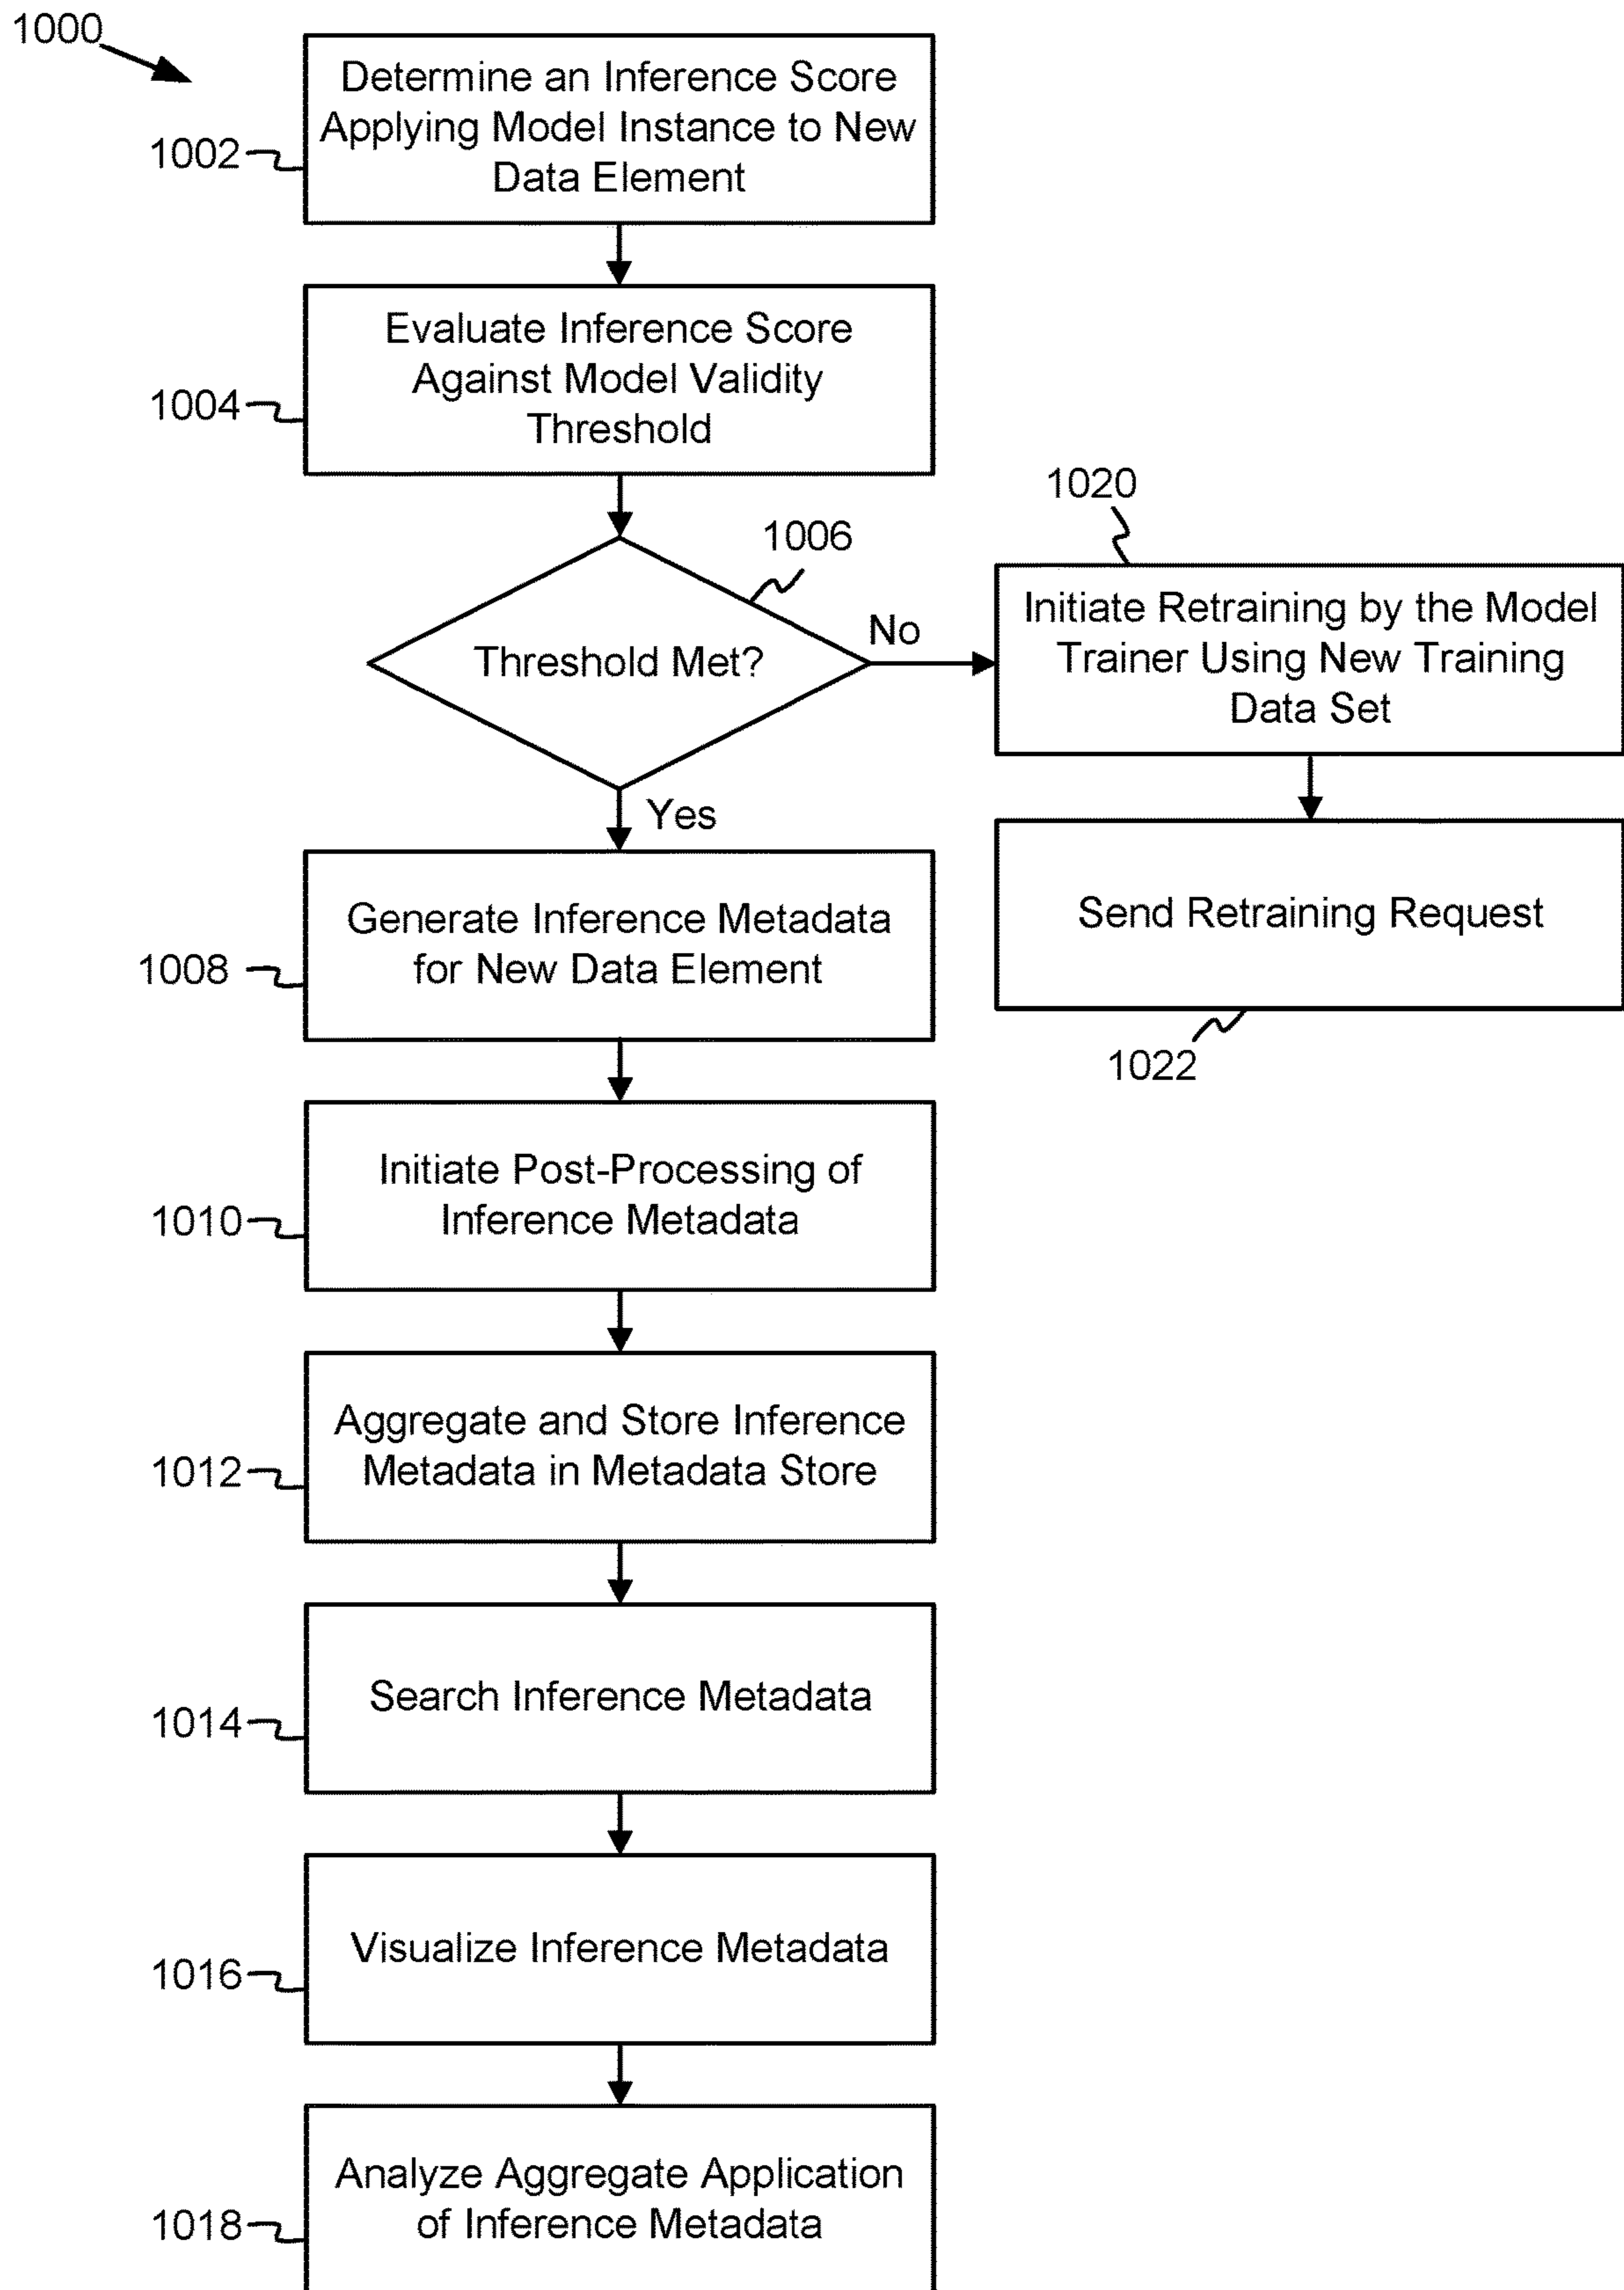 1000
Determine an Inference Score
Applying Model Instance to New
Data Element
1002
Evaluate Inference Score
Against Model Validity
Threshold
1004
1006
Threshold Met?
No
1020
Initiate Retraining by the Model
Trainer Using New Training
Data Set
Send Retraining Request
1022
Yes
Generate Inference Metadata
for New Data Element
1008
Initiate Post-Processing of
Inference Metadata
1010
Aggregate and Store Inference
Metadata in Metadata Store
1012
Search Inference Metadata
1014
Visualize Inference Metadata
1016
Analyze Aggregate Application
of Inference Metadata
1018